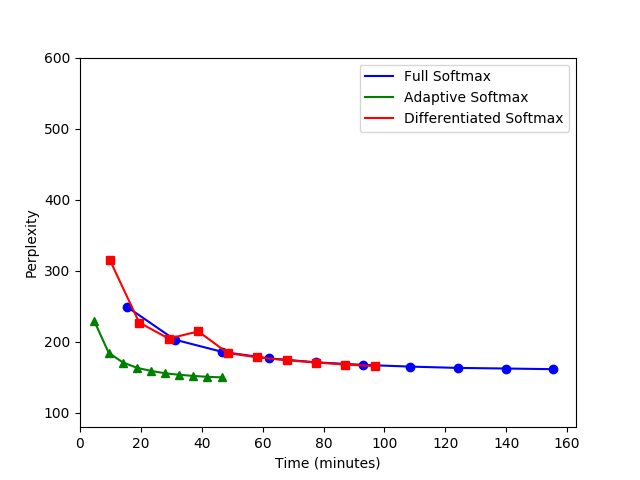 600
500
400
300
200
100
Perplexity
Full Softmax
Adaptive Softmax
Differentiated Softmax
0 20 40 60 80 100 120 140 160
Time (minutes)